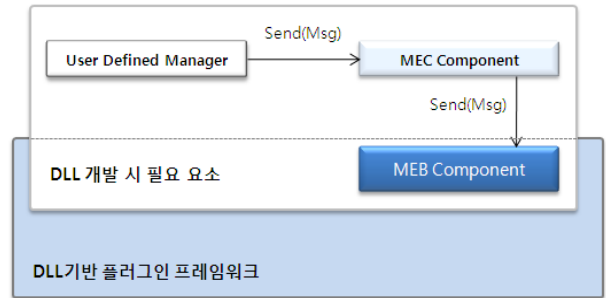 Send(Msg)
User Defined Manager
MEC Component
Send(Msg)
DLL 개발 시 필요 요소
MEB Component
DLL기반 플러그인 프레임워크